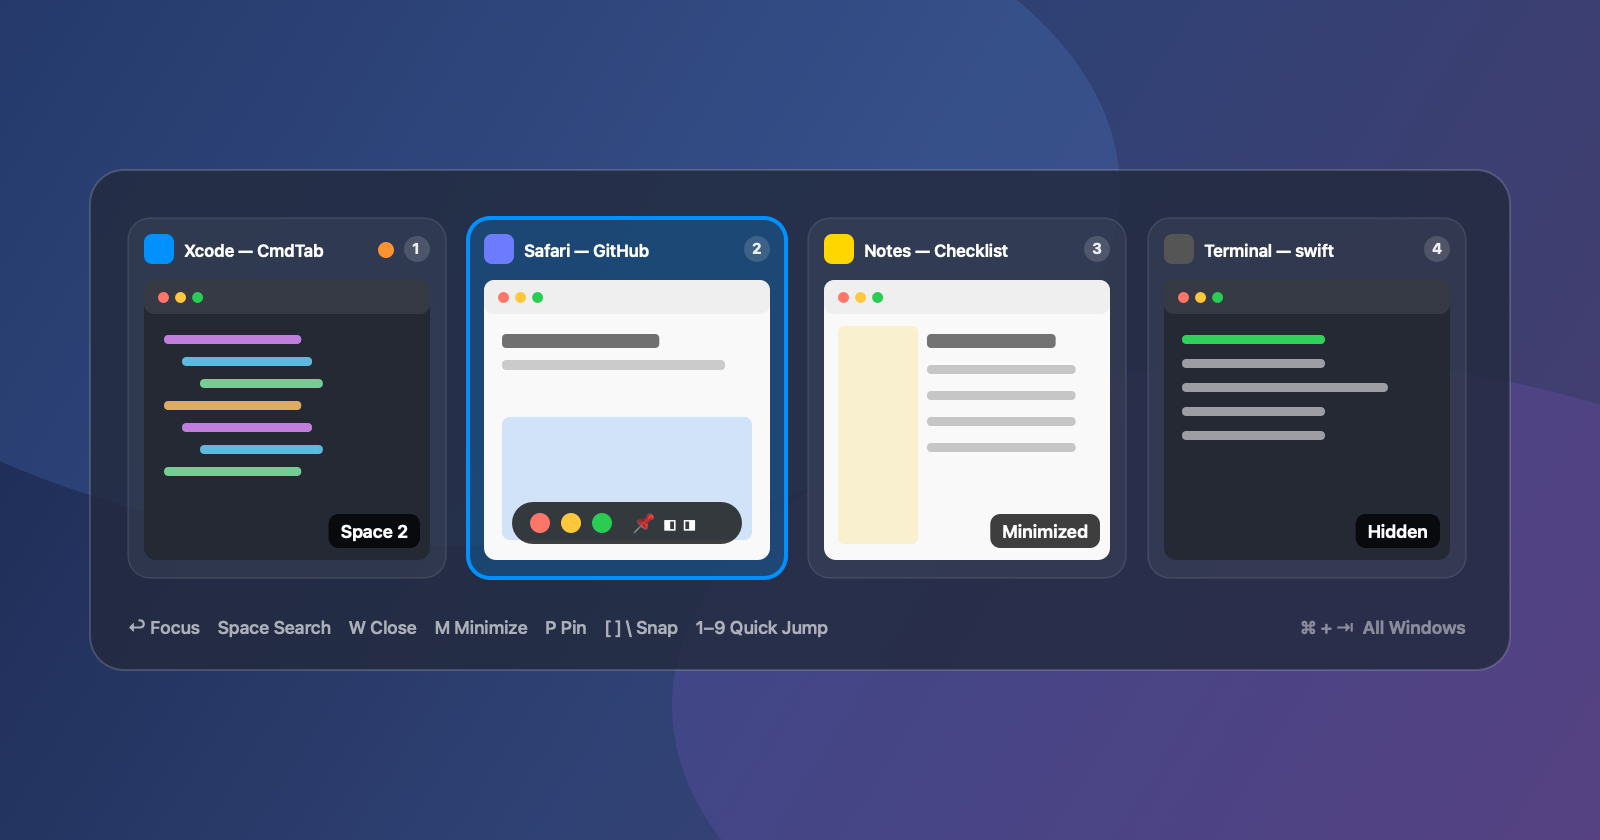 Xcode — CmdTab 1
Safari — GitHub 2
Notes — Checklist 3
Terminal — swift 4
Space 2
Minimized
Hidden
↩ Focus Space Search W Close M Minimize P Pin [ ] \ Snap 1–9 Quick Jump
⌘ + ⇥ All Windows